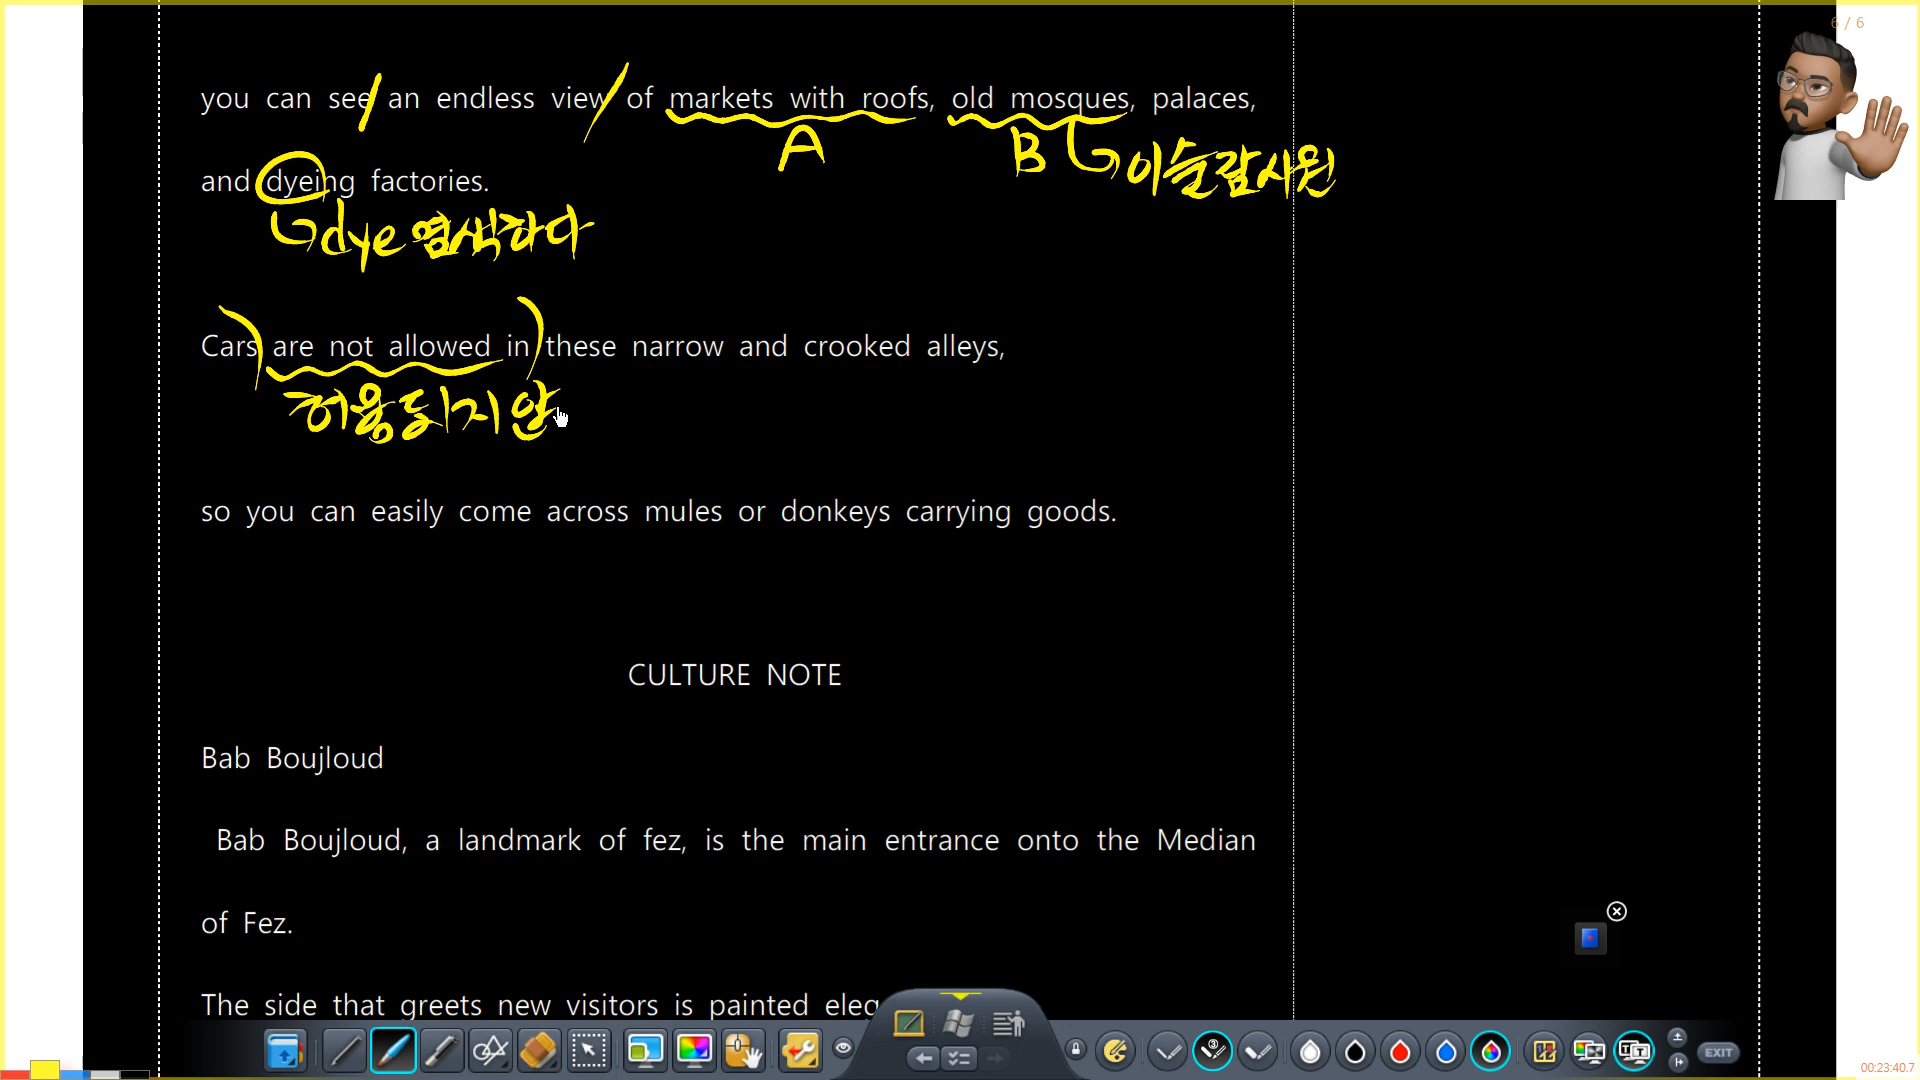 6 / 6
you can see an endless view of markets with roofs, old mosques, palaces,
A B 이슬람사원
and dyeing factories.
dye 염색하다
Cars are not allowed in these narrow and crooked alleys,
허용되지 않
so you can easily come across mules or donkeys carrying goods.
CULTURE NOTE
Bab Boujloud
Bab Boujloud, a landmark of fez, is the main entrance onto the Median
of Fez.
The side that greets new visitors is painted eleg
EXIT
00:23:40.7